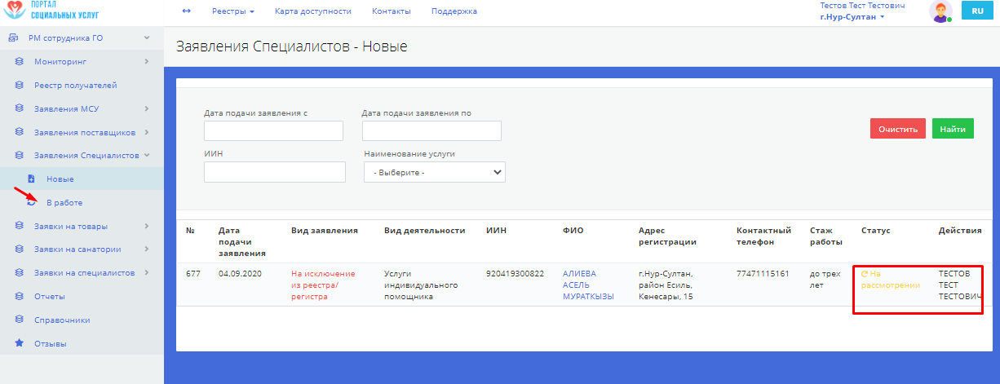 ПОРТАЛ
СОЦИАЛЬНЫХ УСЛУГ
Реестры
Карта доступности
Контакты
Поддержка
Тестов Тест Тестович
г.Нур-Султан
RU
РМ сотрудника ГО
Мониторинг
Реестр получателей
Заявления МСУ
Заявления поставщиков
Заявления Специалистов
Новые
В работе
Заявки на товары
Заявки на санатории
Заявки на специалистов
Отчеты
Справочники
Отзывы
Заявления Специалистов - Новые
Дата подачи заявления с
Дата подачи заявления по
Очистить
Найти
ИИН
Наименование услуги
- Выберите -
№
Дата
подачи
заявления
Вид заявления
Вид деятельности
ИИН
ФИО
Адрес
регистрации
Контактный
телефон
Стаж
работы
Статус
Действия
677
04.09.2020
На исключение
из реестра/
регистра
Услуги
индивидуального
помощника
920419300822
АЛИЕВА
АСЕЛЬ
МУРАТКЫЗЫ
г.Нур-Султан,
район Есиль,
Кенесары, 15
77471115161
до трех
лет
На
рассмотрении
ТЕСТОВ
ТЕСТ
ТЕСТОВИЧ